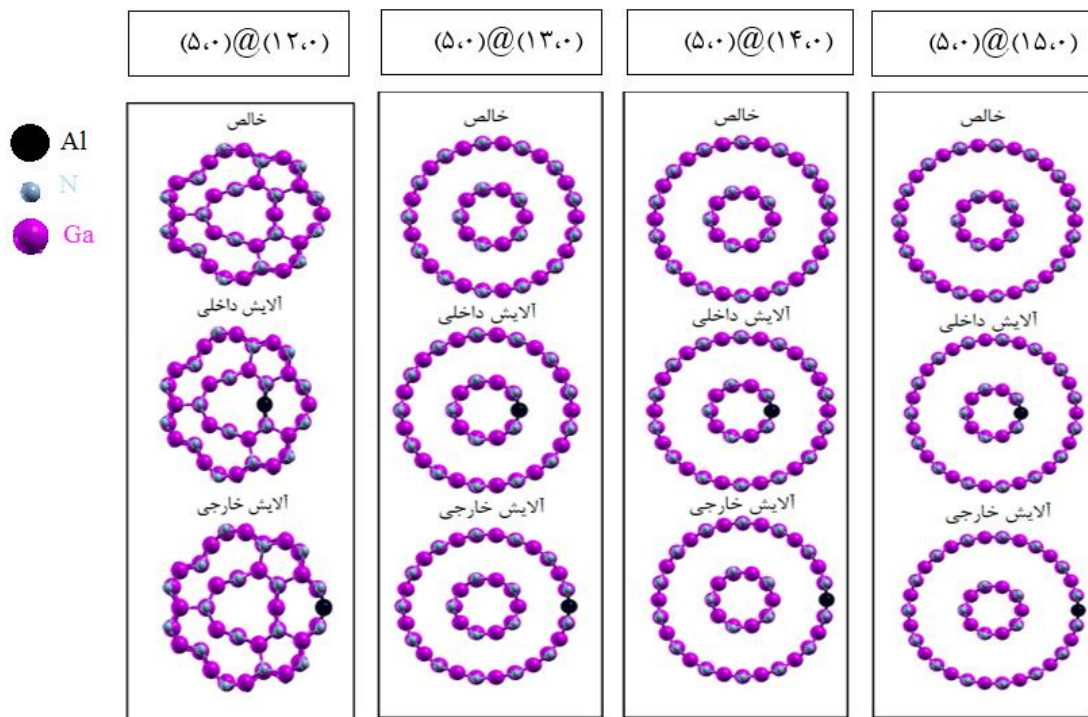 (۵،۰)@(۱۲،۰)
(۵،۰)@(۱۳،۰)
(۵،۰)@(۱۴،۰)
(۵،۰)@(۱۵،۰)
Al
N
Ga
خالص
خالص
خالص
خالص
آلایش داخلی
آلایش داخلی
آلایش داخلی
آلایش داخلی
آلایش خارجی
آلایش خارجی
آلایش خارجی
آلایش خارجی